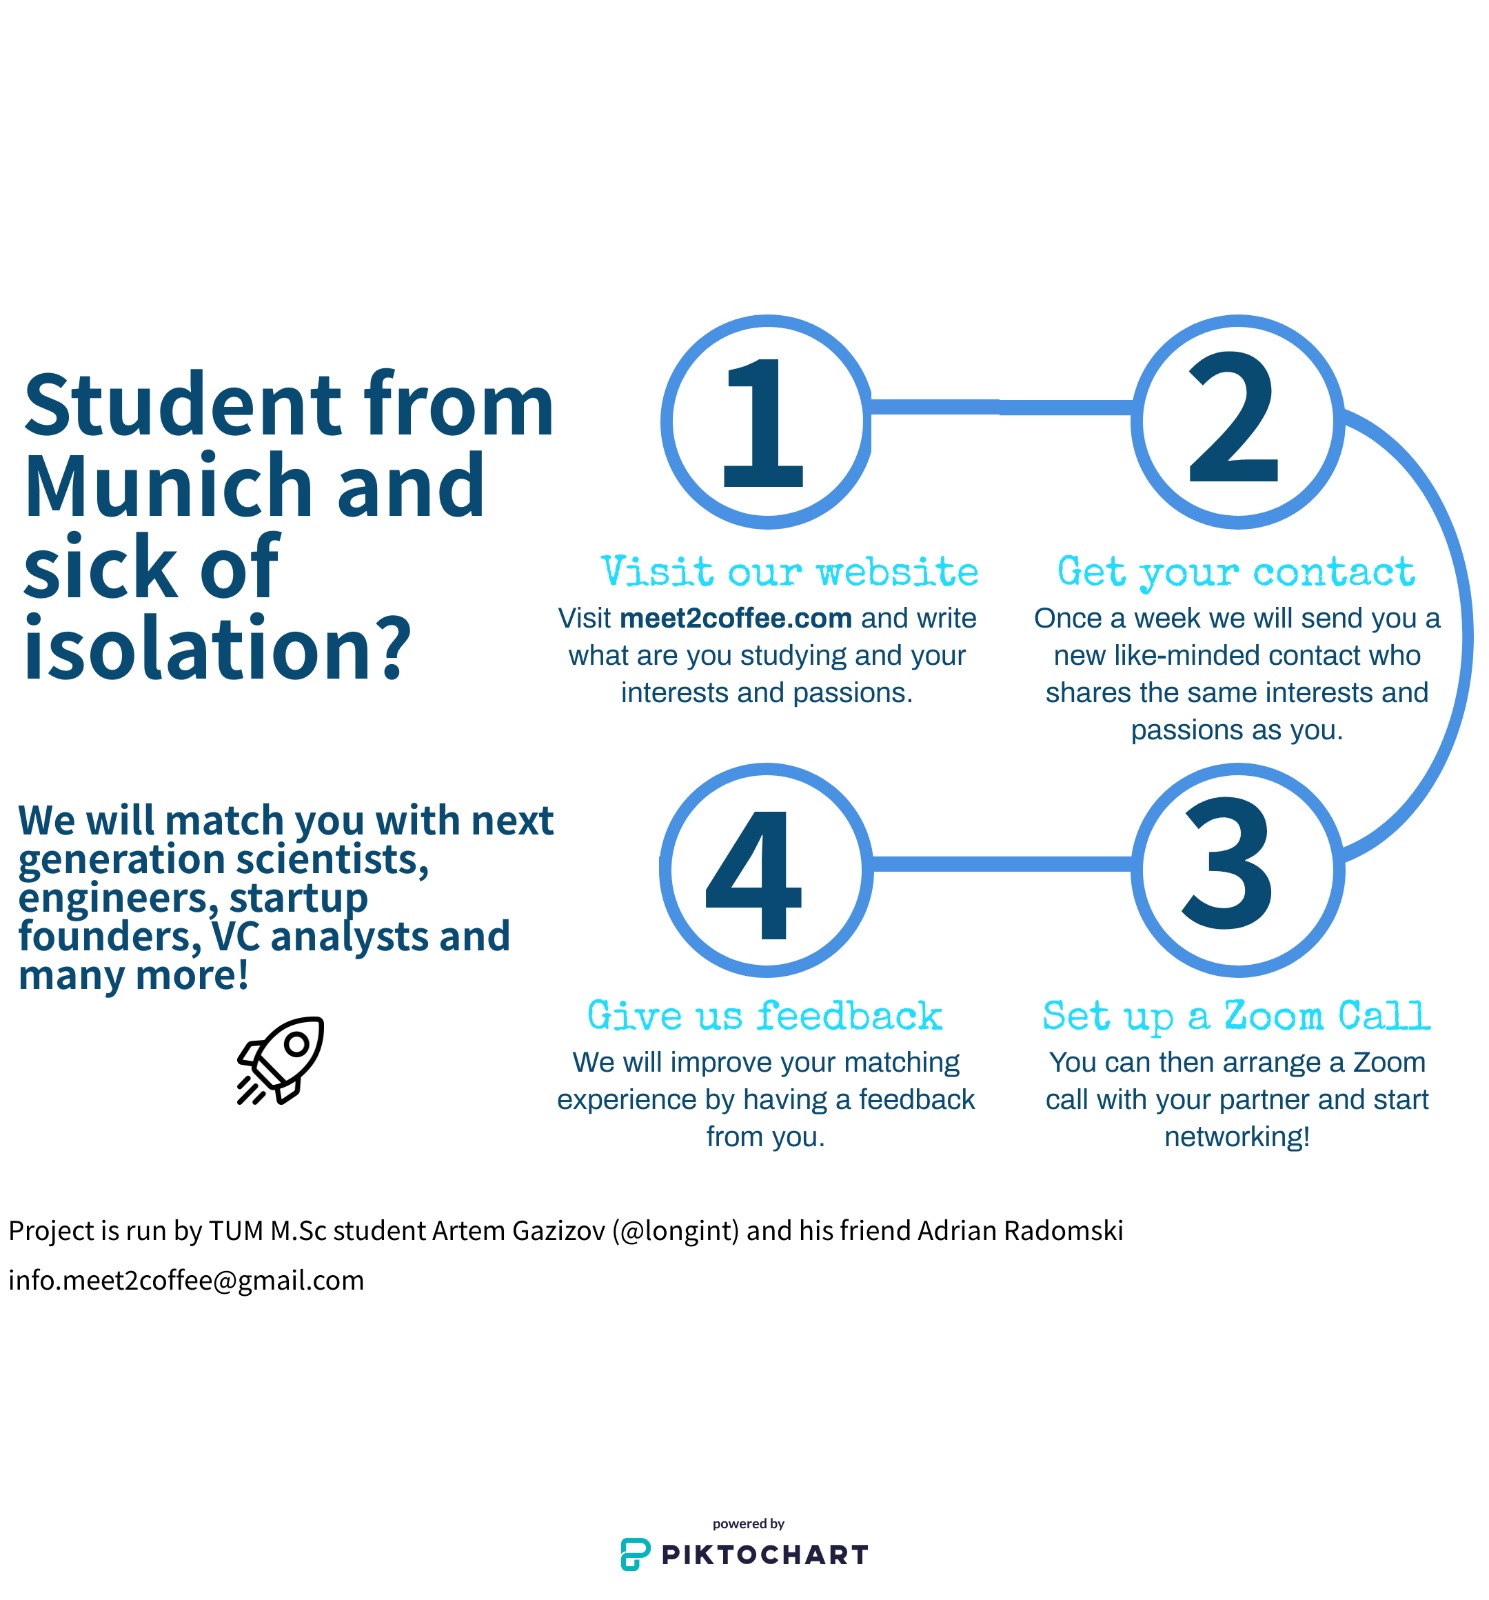 Student from
Munich and
sick of
isolation?
We will match you with next
generation scientists,
engineers, startup
founders, VC analysts and
many more!
1
Visit our website
Visit meet2coffee.com and write
what are you studying and your
interests and passions.
2
Get your contact
Once a week we will send you a
new like-minded contact who
shares the same interests and
passions as you.
3
Set up a Zoom Call
You can then arrange a Zoom
call with your partner and start
networking!
4
Give us feedback
We will improve your matching
experience by having a feedback
from you.
Project is run by TUM M.Sc student Artem Gazizov (@longint) and his friend Adrian Radomski
info.meet2coffee@gmail.com
powered by
PIKTOCHART